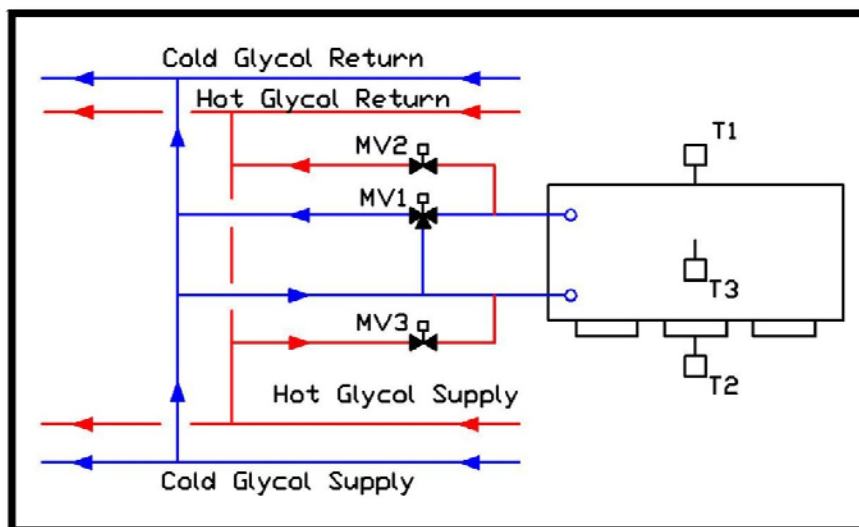 Cold Glycol Return
Hot Glycol Return
T1
MV2
MV1
T3
MV3
T2
Hot Glycol Supply
Cold Glycol Supply